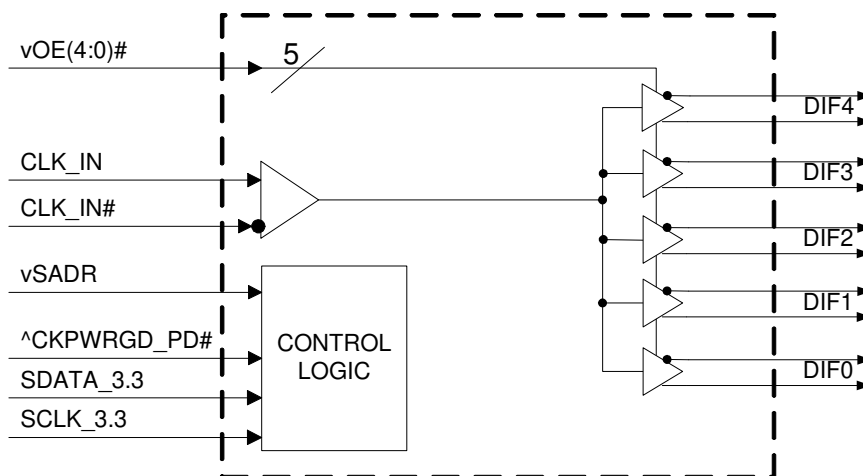 vOE(4:0)#
5
DIF4
CLK_IN
DIF3
CLK_IN#
DIF2
vSADR
DIF1
^CKPWRGD_PD#
CONTROL
LOGIC
SDATA_3.3
DIF0
SCLK_3.3